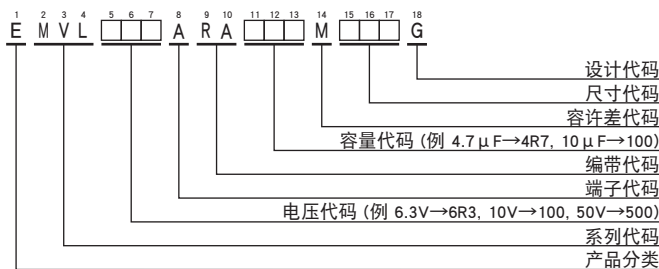 1 2 3 4 5 6 7 8 9 10 11 12 13 14 15 16 17 18
E M V L A R A M G
设计代码
尺寸代码
容许差代码
容量代码 (例 4.7μF→4R7, 10μF→100)
编带代码
端子代码
电压代码 (例 6.3V→6R3, 10V→100, 50V→500)
系列代码
产品分类